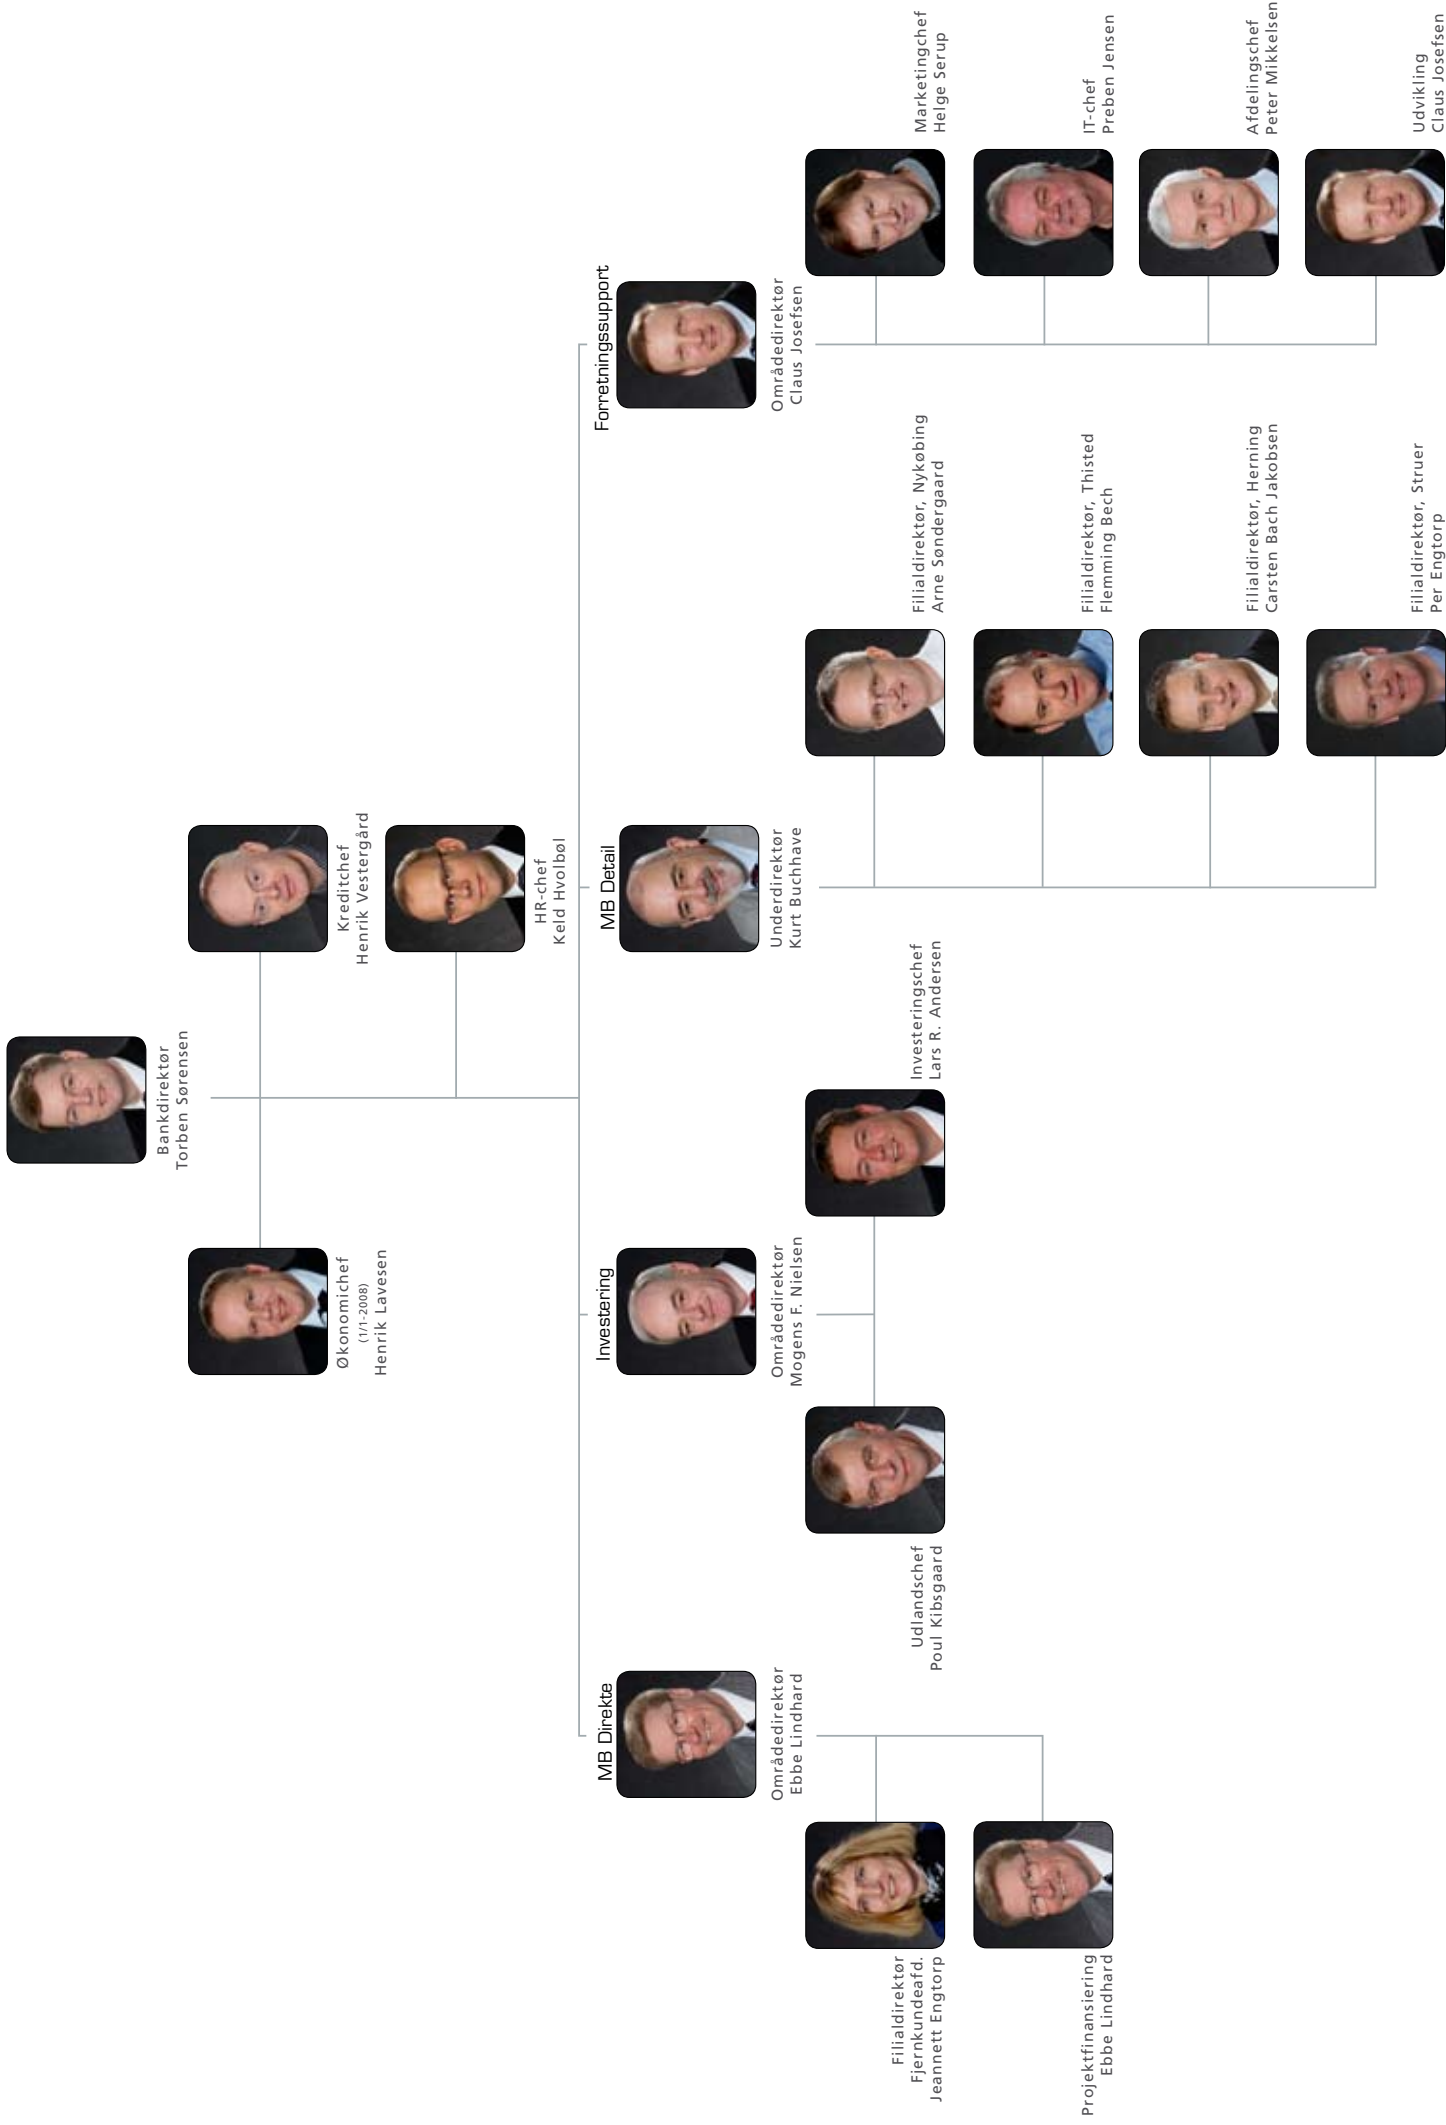 Bankdirektør
Torben Sørensen
Økonomichef
(1/1-2008)
Henrik Lavesen
Kreditchef
Henrik Vestergård
HR-chef
Keld Hvolbøl
MB Direkte
Områdedirektør
Ebbe Lindhard
Filialdirektør
Fjernkundeafd.
Jeannett Engtorp
Projektfinansiering
Ebbe Lindhard
Investering
Områdedirektør
Mogens F. Nielsen
Udlandschef
Poul Kibsgaard
Investeringschef
Lars R. Andersen
MB Detail
Underdirektør
Kurt Buchhave
Filialdirektør, Nykøbing
Arne Søndergaard
Filialdirektør, Thisted
Flemming Bech
Filialdirektør, Herning
Carsten Bach Jakobsen
Filialdirektør, Struer
Per Engtorp
Forretningssupport
Områdedirektør
Claus Josefsen
Marketingchef
Helge Serup
IT-chef
Preben Jensen
Afdelingschef
Peter Mikkelsen
Udvikling
Claus Josefsen